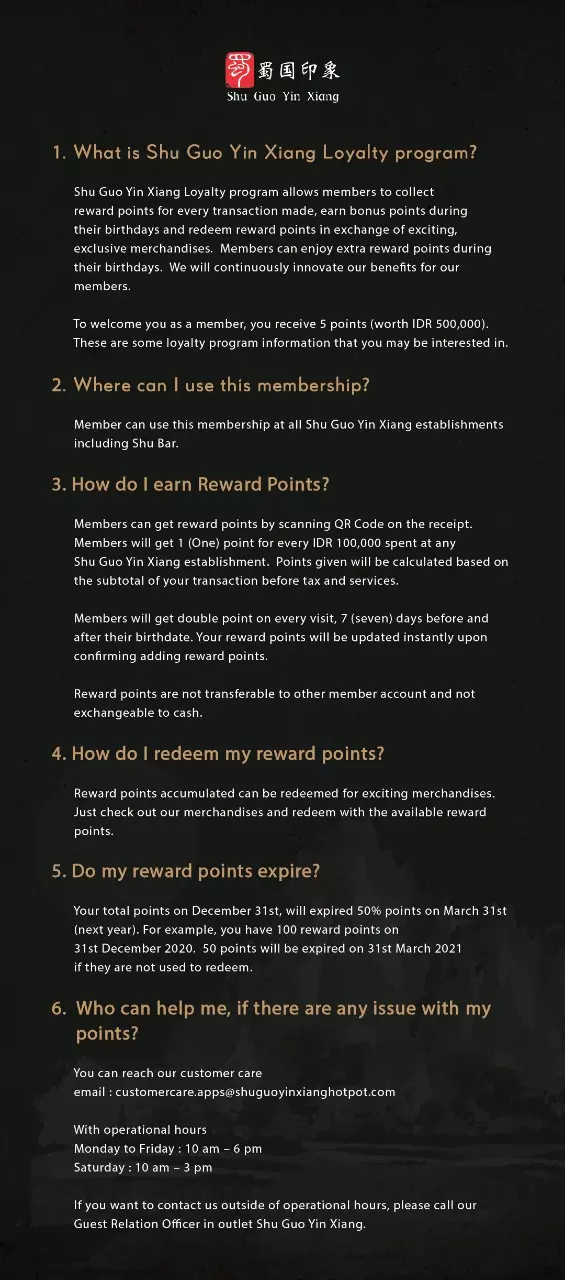 蜀国印象
Shu Guo Yin Xiang
1. What is Shu Guo Yin Xiang Loyalty program?
Shu Guo Yin Xiang Loyalty program allows members to collect
reward points for every transaction made, earn bonus points during
their birthdays and redeem reward points in exchange of exciting,
exclusive merchandises. Members can enjoy extra reward points during
their birthdays. We will continuously innovate our benefits for our
members.
To welcome you as a member, you receive 5 points (worth IDR 500,000).
These are some loyalty program information that you may be interested in.
2. Where can I use this membership?
Member can use this membership at all Shu Guo Yin Xiang establishments
including Shu Bar.
3. How do I earn Reward Points?
Members can get reward points by scanning QR Code on the receipt.
Members will get 1 (One) point for every IDR 100,000 spent at any
Shu Guo Yin Xiang establishment. Points given will be calculated based on
the subtotal of your transaction before tax and services.
Members will get double point on every visit, 7 (seven) days before and
after their birthdate. Your reward points will be updated instantly upon
confirming adding reward points.
Reward points are not transferable to other member account and not
exchangeable to cash.
4. How do I redeem my reward points?
Reward points accumulated can be redeemed for exciting merchandises.
Just check out our merchandises and redeem with the available reward
points.
5. Do my reward points expire?
Your total points on December 31st, will expired 50% points on March 31st
(next year). For example, you have 100 reward points on
31st December 2020. 50 points will be expired on 31st March 2021
if they are not used to redeem.
6. Who can help me, if there are any issue with my
points?
You can reach our customer care
email : customercare.apps@shuguoyinxianghotpot.com
With operational hours
Monday to Friday : 10 am – 6 pm
Saturday : 10 am – 3 pm
If you want to contact us outside of operational hours, please call our
Guest Relation Officer in outlet Shu Guo Yin Xiang.